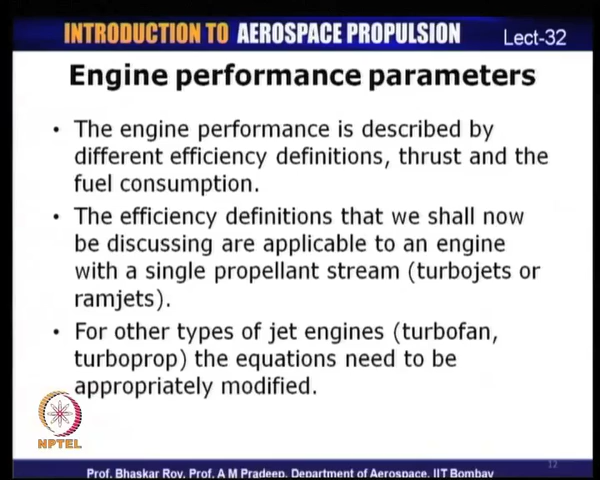 INTRODUCTION TO AEROSPACE PROPULSION Lect-32
Engine performance parameters
• The engine performance is described by
different efficiency definitions, thrust and the
fuel consumption.
• The efficiency definitions that we shall now
be discussing are applicable to an engine
with a single propellant stream (turbojets or
ramjets).
• For other types of jet engines (turbofan,
turboprop) the equations need to be
appropriately modified.
NPTEL
12
Prof. Bhaskar Roy, Prof. A M Pradeep, Department of Aerospace, IIT Bombay